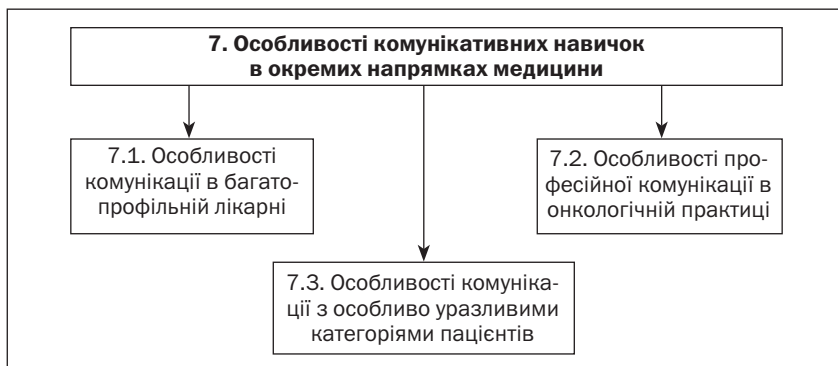 7. Особливості комунікативних навичок
в окремих напрямках медицини
7.1. Особливості
комунікації в багато-
профільній лікарні
7.2. Особливості про-
фесійної комунікації в
онкологічній практиці
7.3. Особливості комуніка-
ції з особливо уразливими
категоріями пацієнтів